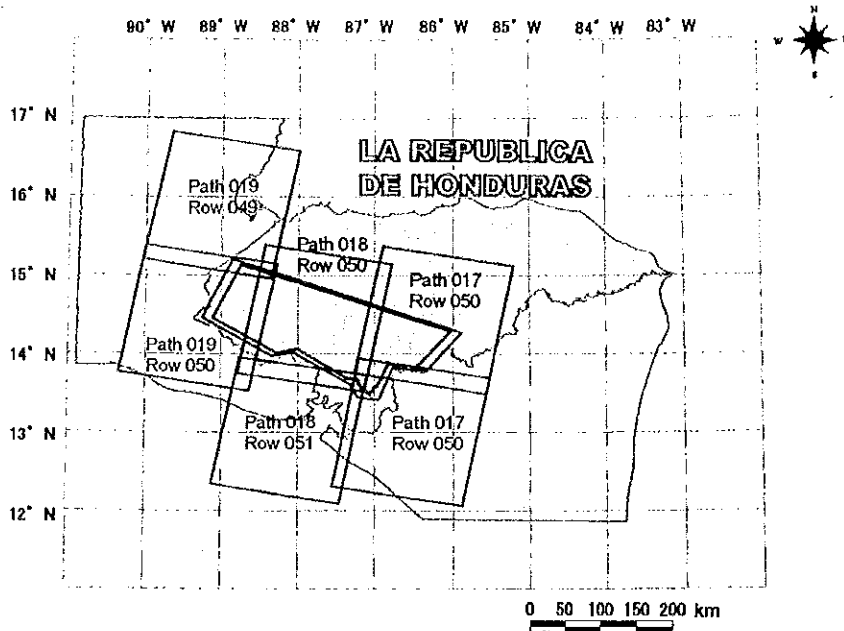 90° W 89° W 88° W 87° W 86° W 85° W 84° W 83° W
N
W
S
17° N
16° N
15° N
14° N
13° N
12° N
LA REPUBLICA
DE HONDURAS
Path 019
Row 049
Path 018
Row 050
Path 017
Row 050
Path 019
Row 050
Path 018
Row 051
Path 017
Row 050
0 50 100 150 200 km